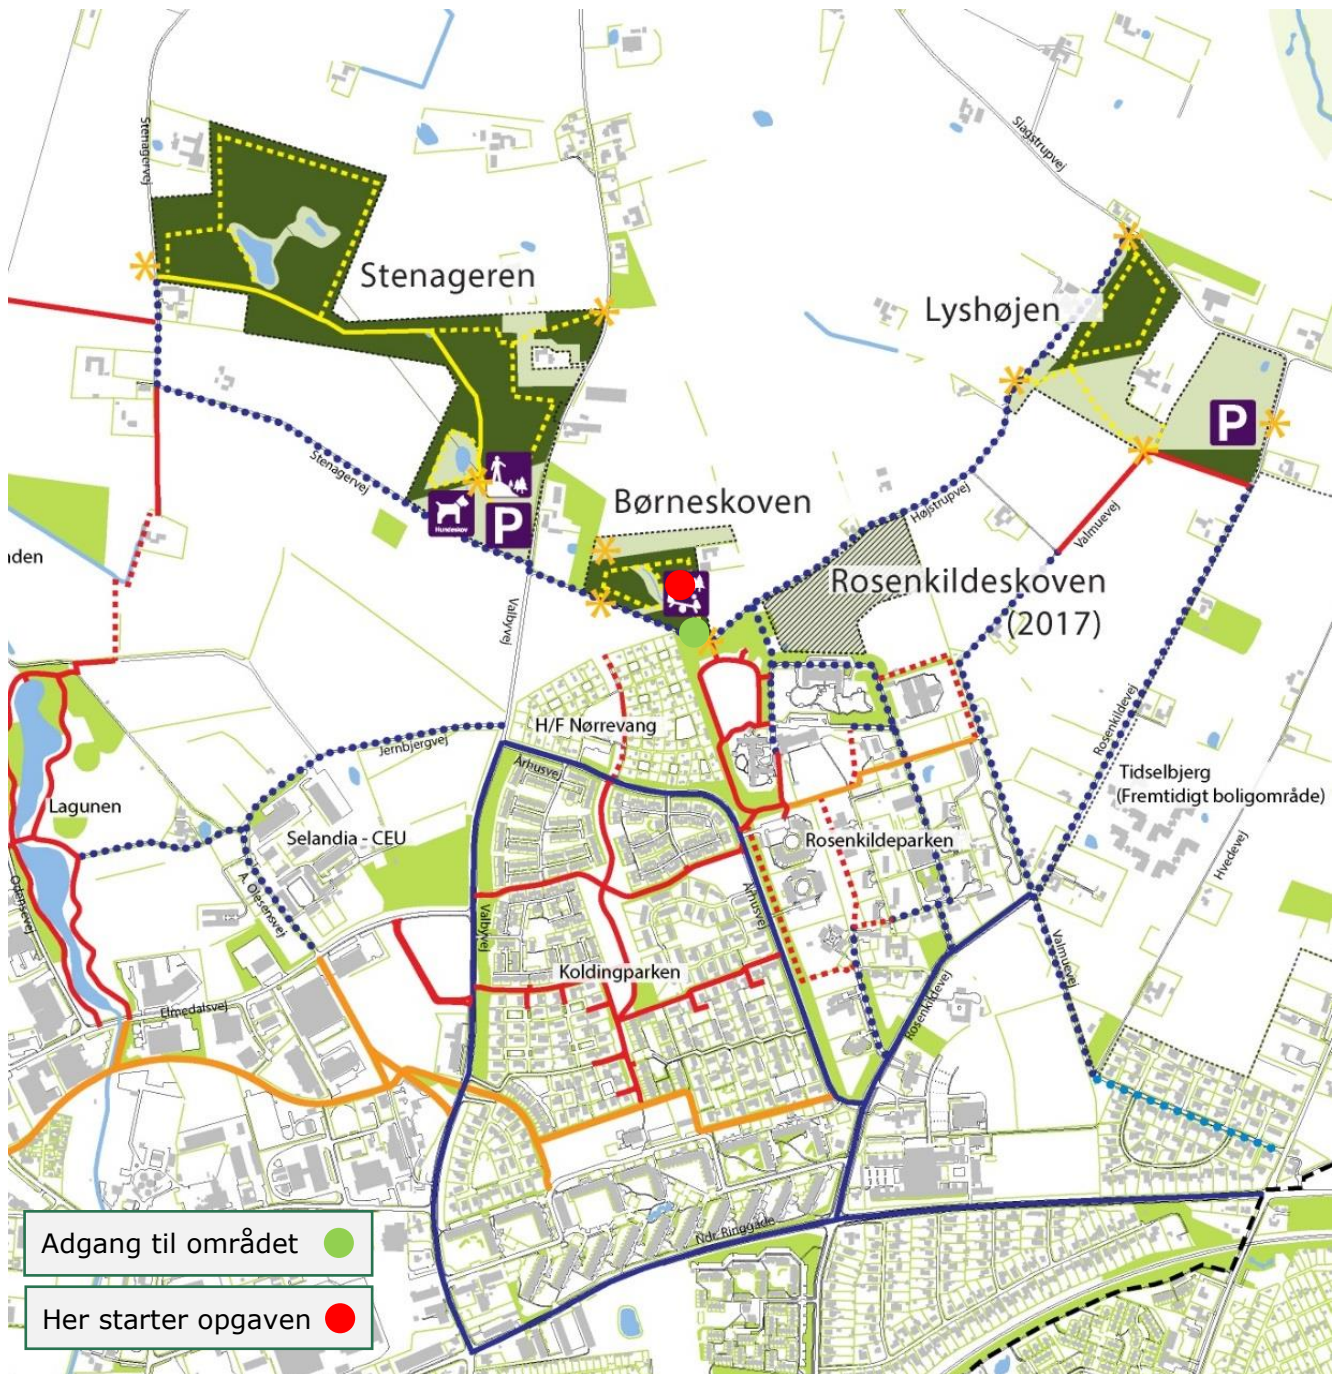 Stenagervej
Slagstrupvej
Stenageren
Lyshøjen
P
Stenagervej
Hundeskov
P
Børneskoven
Højstrupvej
Valmuevej
Rosenkildeskoven
(2017)
Valbyvej
H/F Nørrevang
Jernbjergvej
Århusvej
Rosenkildevej
Tidselbjerg
(Fremtidigt boligområde)
Lagunen
Selandia - CEU
Rosenkildeparken
Hvedevej
Odensevej
A. Olesensvej
Valbyvej
Århusvej
Koldingparken
Valmuevej
Elmedalsvej
Rosenkildevej
Ndr. Ringgade
Adgang til området
Her starter opgaven